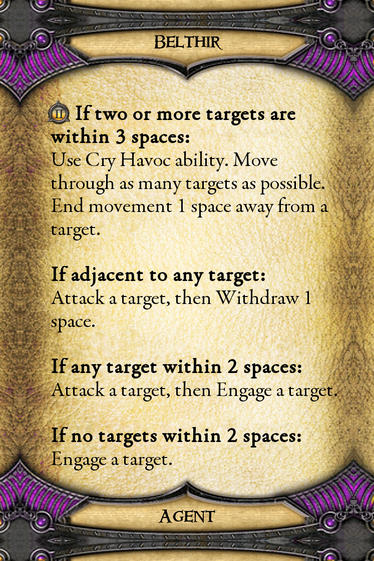 BELTHIR
II If two or more targets are
within 3 spaces:
Use Cry Havoc ability. Move
through as many targets as possible.
End movement 1 space away from a
target.
If adjacent to any target:
Attack a target, then Withdraw 1
space.
If any target within 2 spaces:
Attack a target, then Engage a target.
If no targets within 2 spaces:
Engage a target.
AGENT